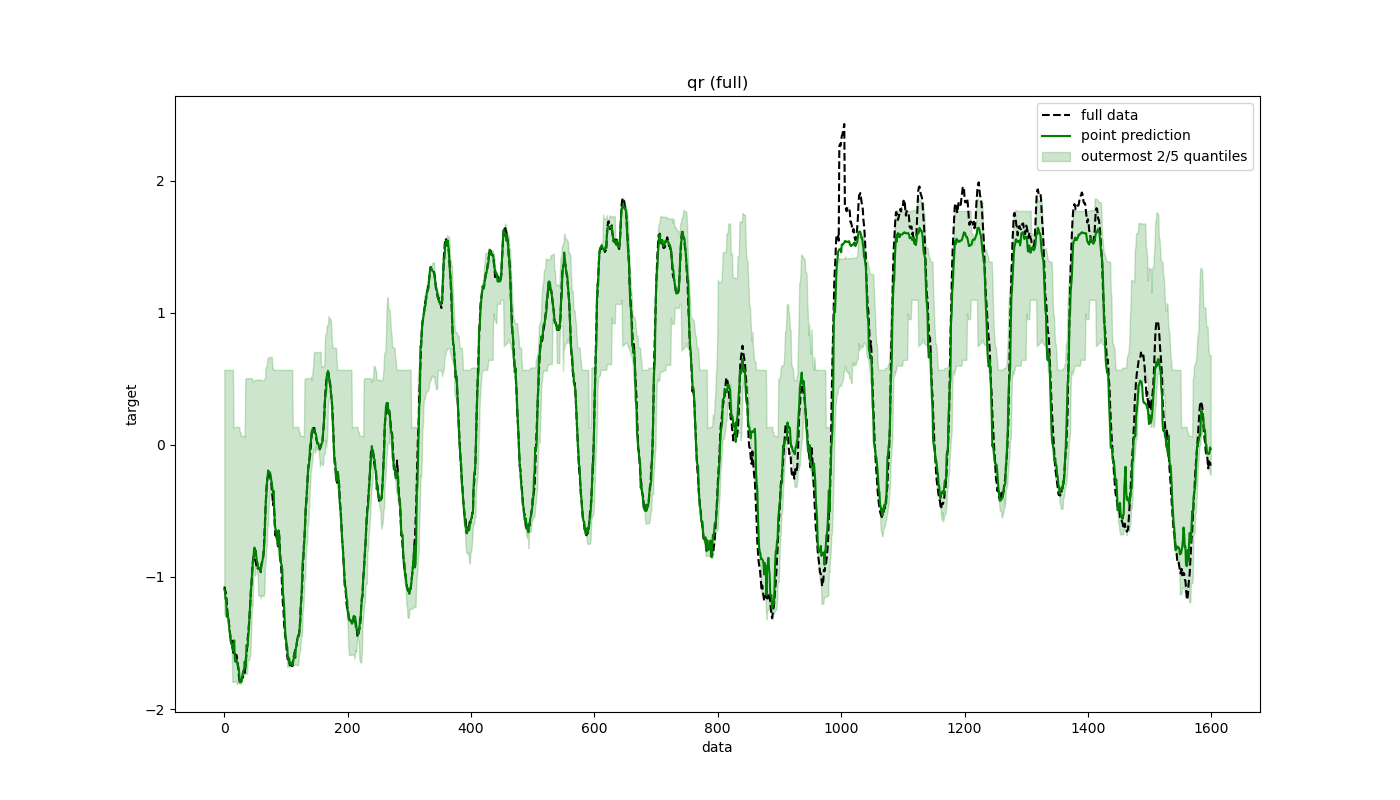 qr (full)
full data
point prediction
outermost 2/5 quantiles
target
2
1
0
−1
−2
0 200 400 600 800 1000 1200 1400 1600
data